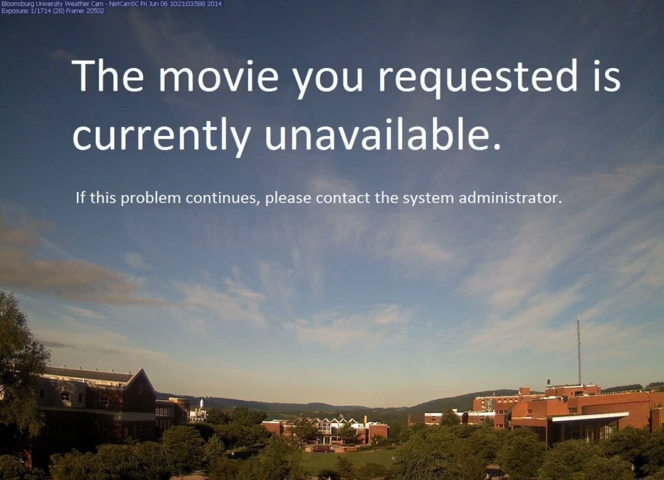 Bloomsburg University Weather Cam - NetCamSC Fri Jun 06 10:21:03:588 2014
Exposure: 1/1714 (28) Frame: 20502
The movie you requested is
currently unavailable.
If this problem continues, please contact the system administrator.